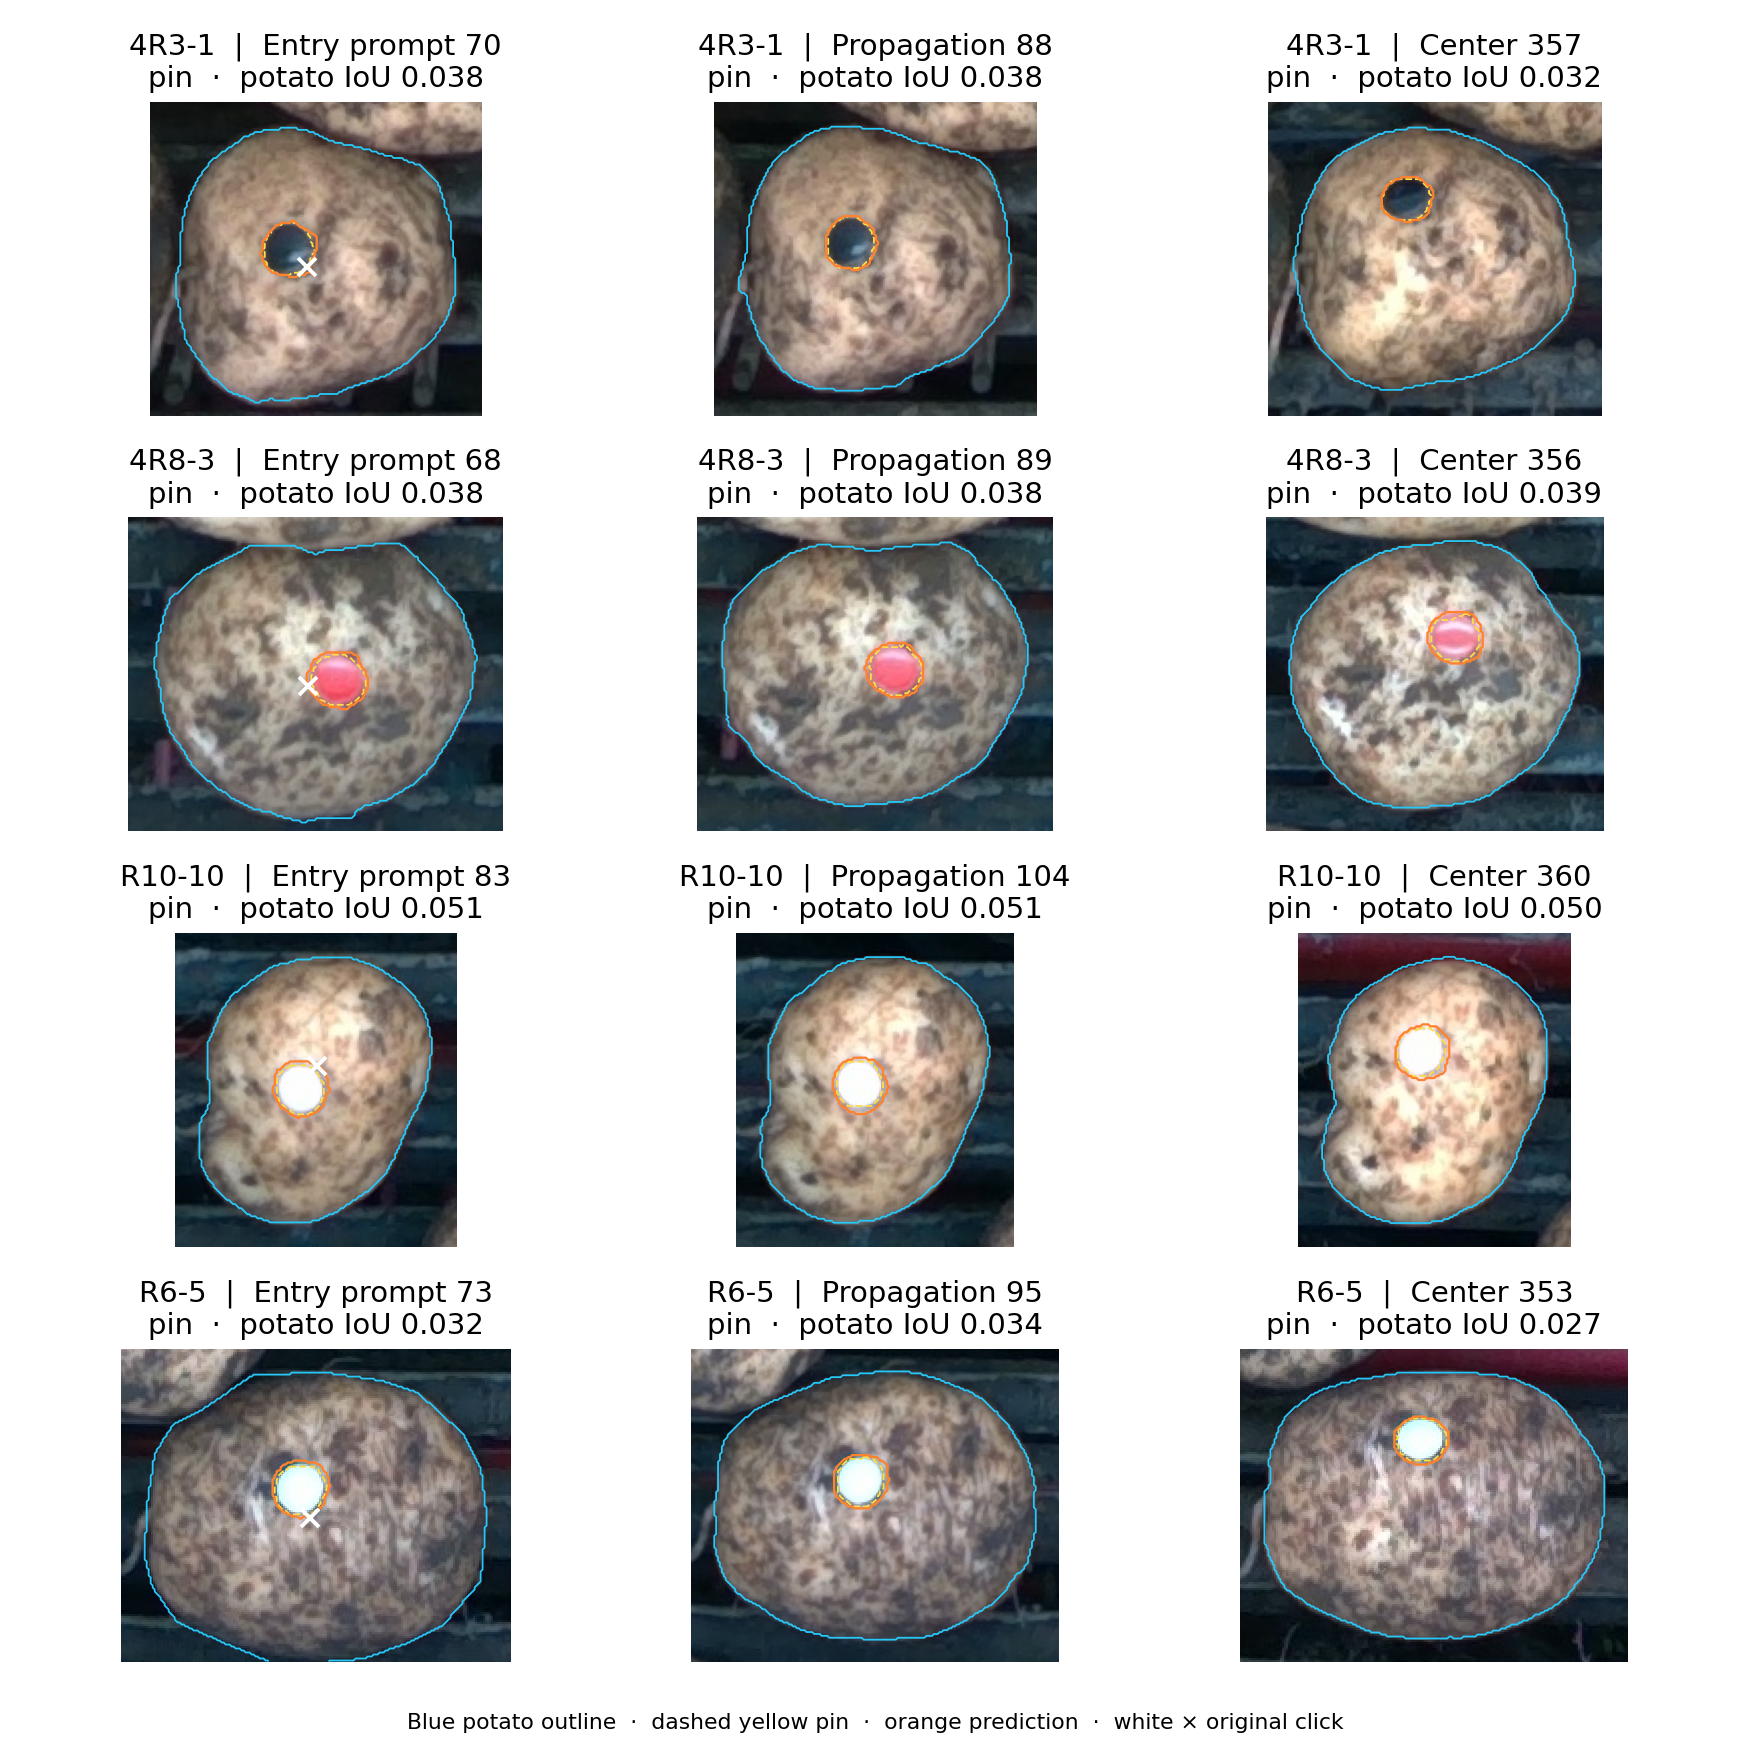 4R3-1 | Entry prompt 70
pin · potato IoU 0.038
4R3-1 | Propagation 88
pin · potato IoU 0.038
4R3-1 | Center 357
pin · potato IoU 0.032
4R8-3 | Entry prompt 68
pin · potato IoU 0.038
4R8-3 | Propagation 89
pin · potato IoU 0.038
4R8-3 | Center 356
pin · potato IoU 0.039
R10-10 | Entry prompt 83
pin · potato IoU 0.051
R10-10 | Propagation 104
pin · potato IoU 0.051
R10-10 | Center 360
pin · potato IoU 0.050
R6-5 | Entry prompt 73
pin · potato IoU 0.032
R6-5 | Propagation 95
pin · potato IoU 0.034
R6-5 | Center 353
pin · potato IoU 0.027
Blue potato outline · dashed yellow pin · orange prediction · white × original click